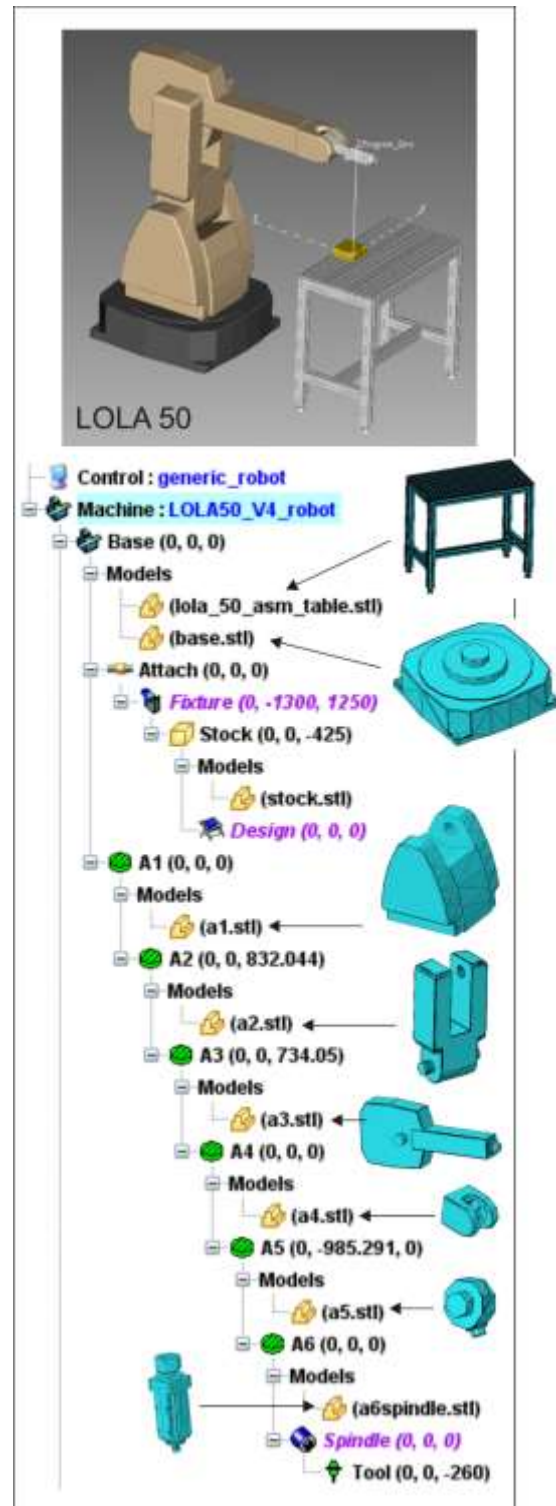 LOLA 50
Control : generic_robot
Machine : LOLA50_V4_robot
Base (0, 0, 0)
Models
(lola_50_asm_table.stl)
(base.stl)
Attach (0, 0, 0)
Fixture (0, -1300, 1250)
Stock (0, 0, -425)
Models
(stock.stl)
Design (0, 0, 0)
A1 (0, 0, 0)
Models
(a1.stl)
A2 (0, 0, 832.044)
Models
(a2.stl)
A3 (0, 0, 734.05)
Models
(a3.stl)
A4 (0, 0, 0)
Models
(a4.stl)
A5 (0, -985.291, 0)
Models
(a5.stl)
A6 (0, 0, 0)
Models
(a6spindle.stl)
Spindle (0, 0, 0)
Tool (0, 0, -260)